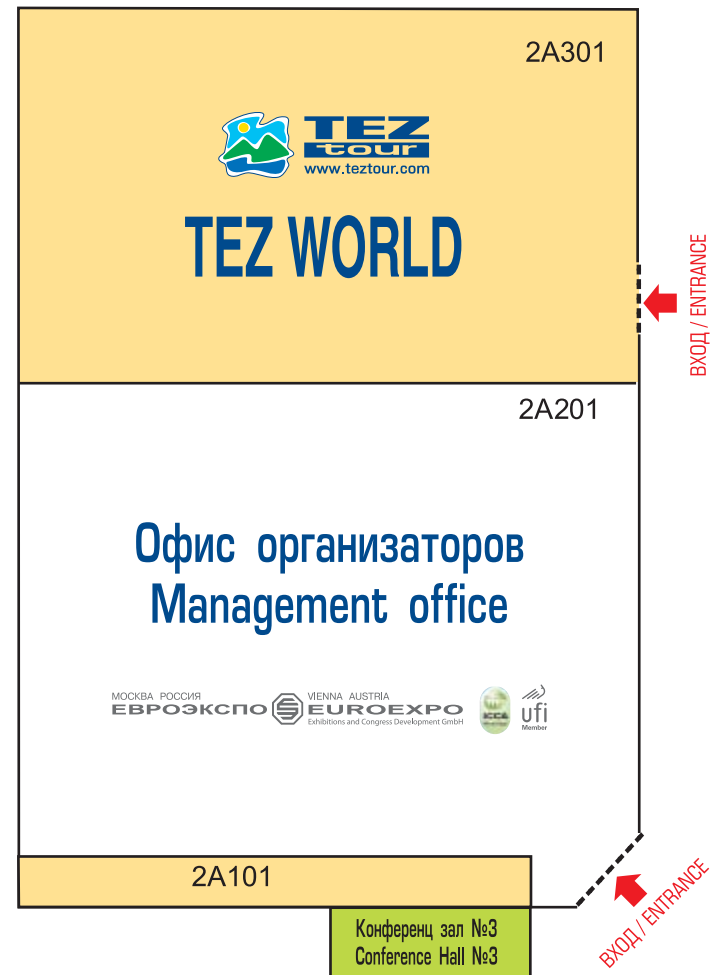 2A301
TEZ
tour
www.teztour.com
TEZ WORLD
ВХОД / ENTRANCE
2A201
Офис организаторов
Management office
МОСКВА РОССИЯ
ЕВРОЭКСПО
VIENNA AUSTRIA
EUROEXPO
Exhibitions and Congress Development GmbH
ICCA
ufi
Member
2A101
ВХОД / ENTRANCE
Конференц зал №3
Conference Hall №3